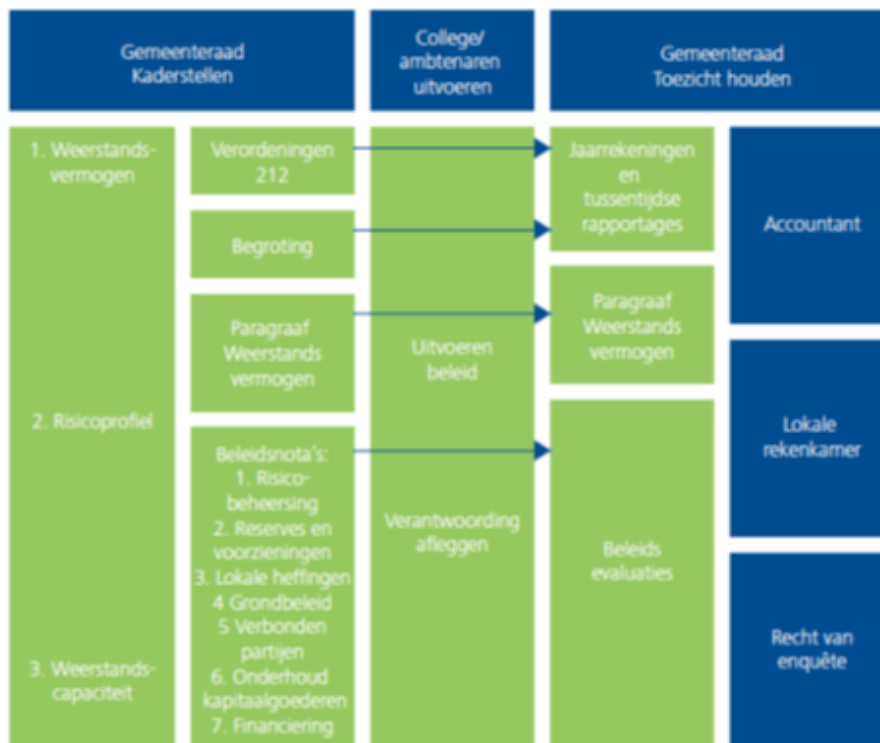 Gemeenteraad
Kaderstellen
College/
ambtenaren
uitvoeren
Gemeenteraad
Toezicht houden
1. Weerstands-
vermogen
2. Risicoprofiel
3. Weerstands-
capaciteit
Verordeningen
212
Begroting
Paragraaf
Weerstands
vermogen
Beleidsnota's:
1. Risico-
beheersing
2. Reserves en
voorzieningen
3. Lokale heffingen
4 Grondbeleid
5 Verbonden
partijen
6. Onderhoud
kapitaalgoederen
7. Financiering
Uitvoeren
beleid
Verantwoording
afleggen
Jaarrekeningen
en
tussentijdse
rapportages
Paragraaf
Weerstands
vermogen
Beleids
evaluaties
Accountant
Lokale
rekenkamer
Recht van
enquête